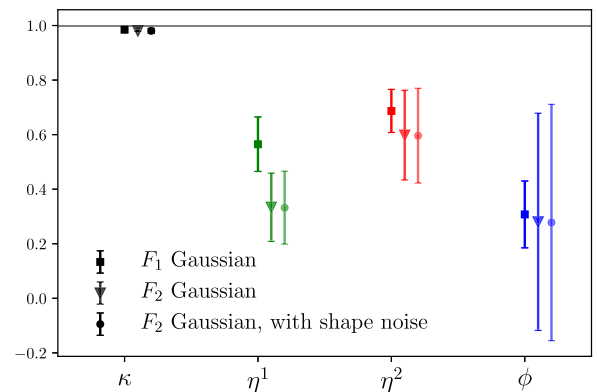 1.0
0.8
0.6
0.4
0.2
0.0
−0.2
F₁ Gaussian
F₂ Gaussian
F₂ Gaussian, with shape noise
κ η¹ η² ϕ